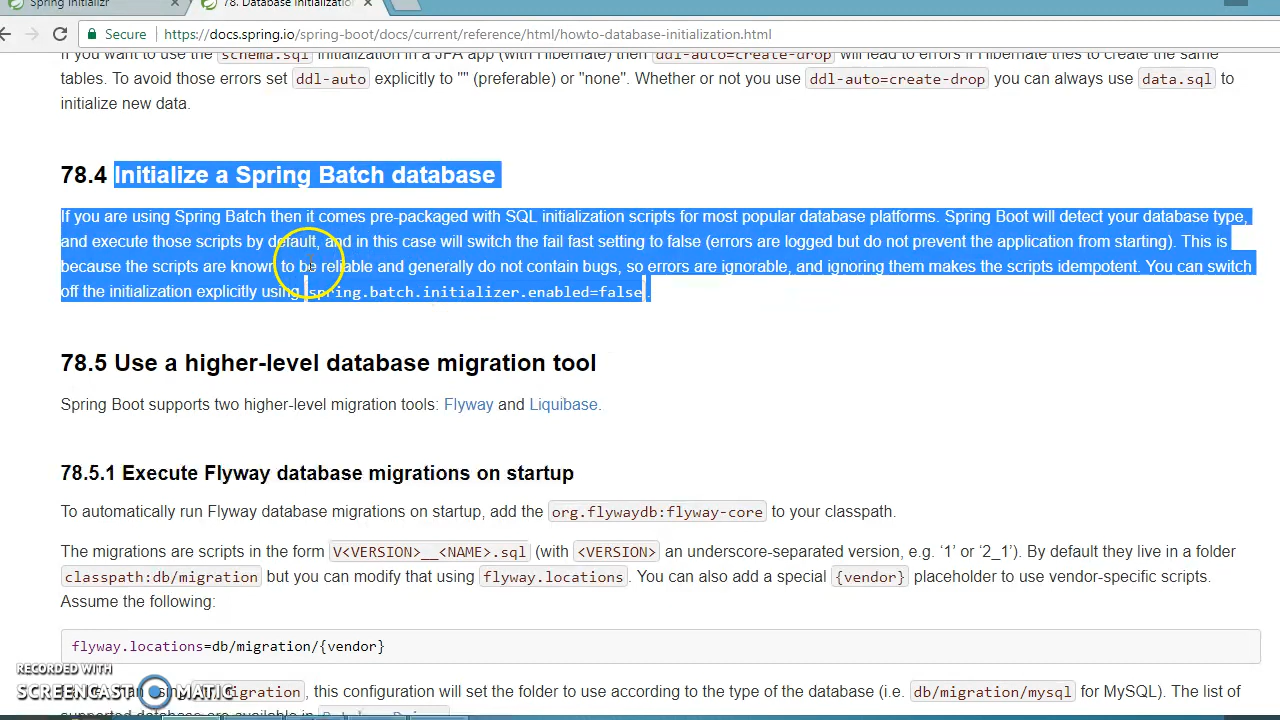 Spring Initializr
78. Database Initializatio
Secure https://docs.spring.io/spring-boot/docs/current/reference/html/howto-database-initialization.html
If you want to use the schema.sql initialization in a JPA app (with Hibernate) then ddl-auto=create-drop will lead to errors if Hibernate tries to create the same
tables. To avoid those errors set ddl-auto explicitly to "" (preferable) or "none". Whether or not you use ddl-auto=create-drop you can always use data.sql to
initialize new data.
78.4 Initialize a Spring Batch database
If you are using Spring Batch then it comes pre-packaged with SQL initialization scripts for most popular database platforms. Spring Boot will detect your database type,
and execute those scripts by default, and in this case will switch the fail fast setting to false (errors are logged but do not prevent the application from starting). This is
because the scripts are known to be reliable and generally do not contain bugs, so errors are ignorable, and ignoring them makes the scripts idempotent. You can switch
off the initialization explicitly using spring.batch.initializer.enabled=false.
78.5 Use a higher-level database migration tool
Spring Boot supports two higher-level migration tools: Flyway and Liquibase.
78.5.1 Execute Flyway database migrations on startup
To automatically run Flyway database migrations on startup, add the org.flywaydb:flyway-core to your classpath.
The migrations are scripts in the form V<VERSION>__<NAME>.sql (with <VERSION> an underscore-separated version, e.g. ‘1’ or ‘2_1’). By default they live in a folder
classpath:db/migration but you can modify that using flyway.locations. You can also add a special {vendor} placeholder to use vendor-specific scripts.
Assume the following:
flyway.locations=db/migration/{vendor}
RECORDED WITH
SCREENCAST MATIC
migration, this configuration will set the folder to use according to the type of the database (i.e. db/migration/mysql for MySQL). The list of
supported database are available in